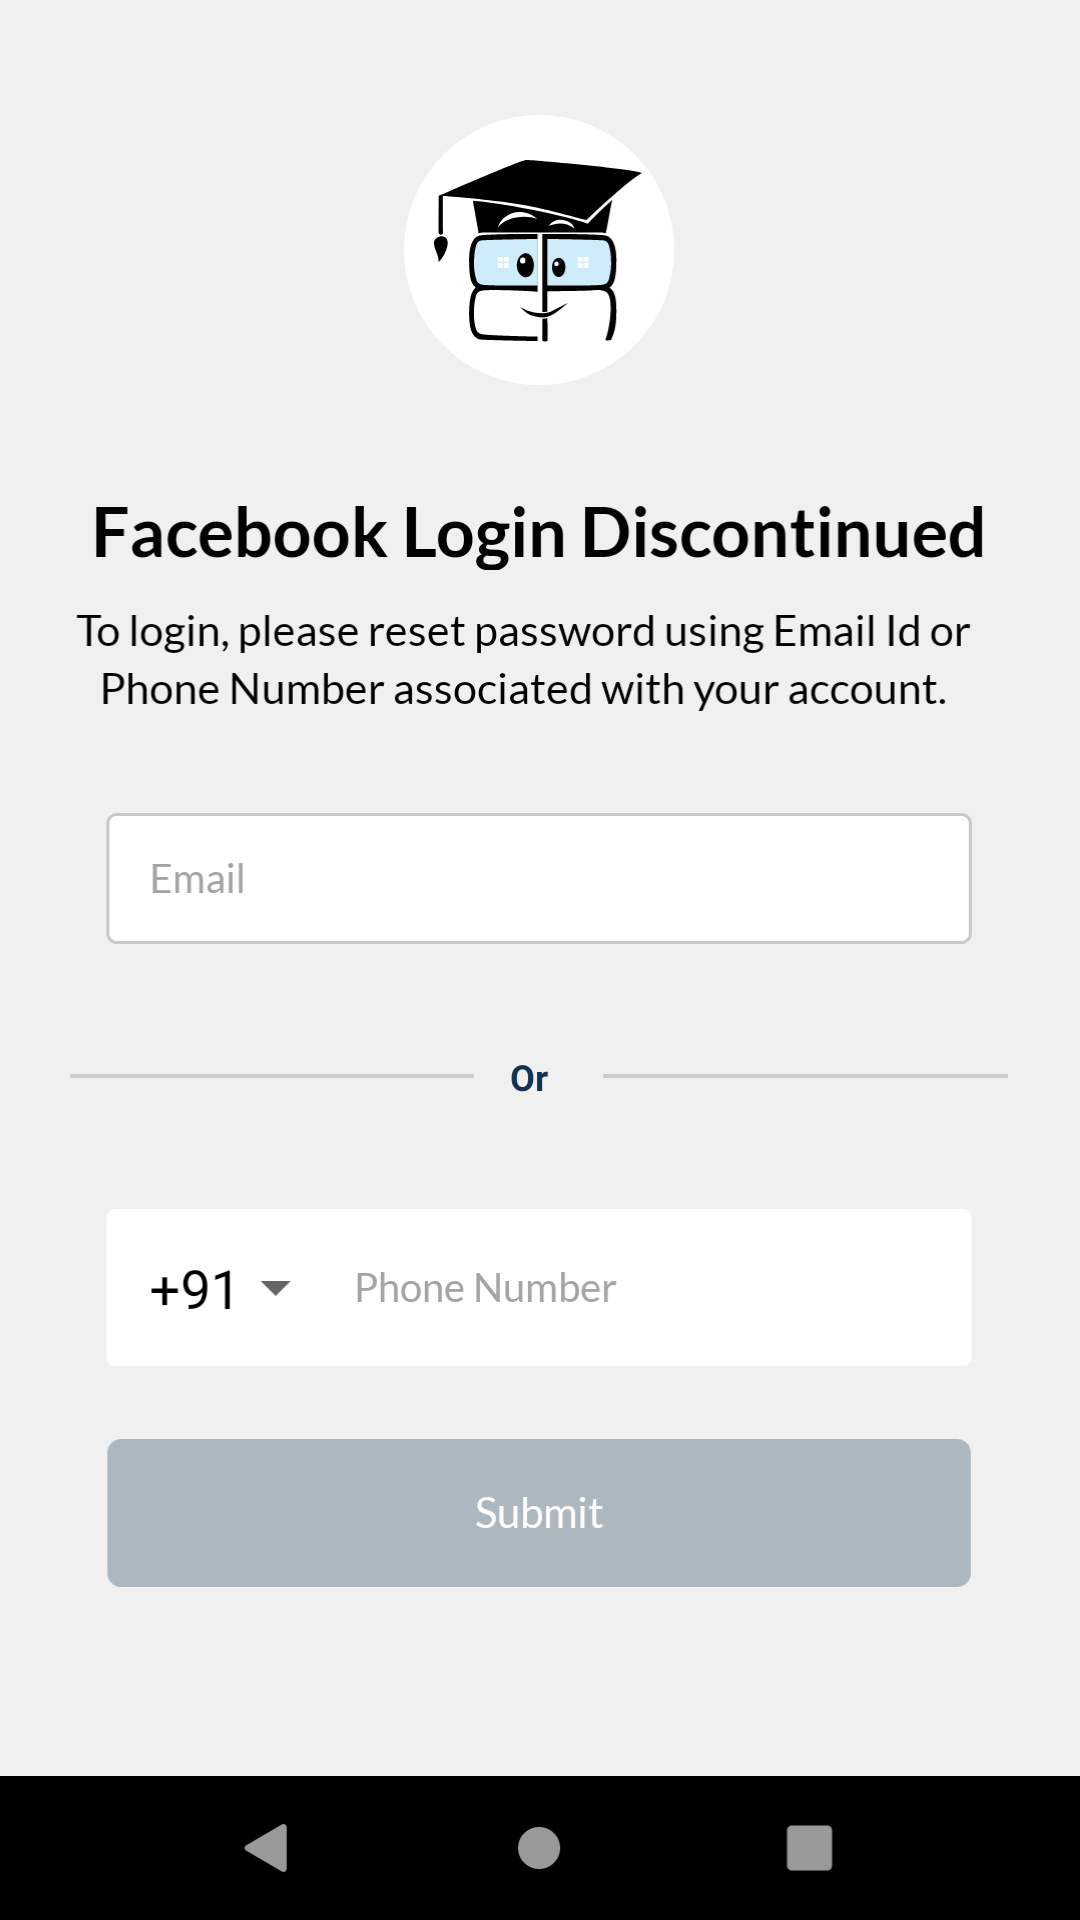 Facebook Login Discontinued
To login, please reset password using Email Id or
Phone Number associated with your account.
Email
Or
+91 Phone Number
Submit